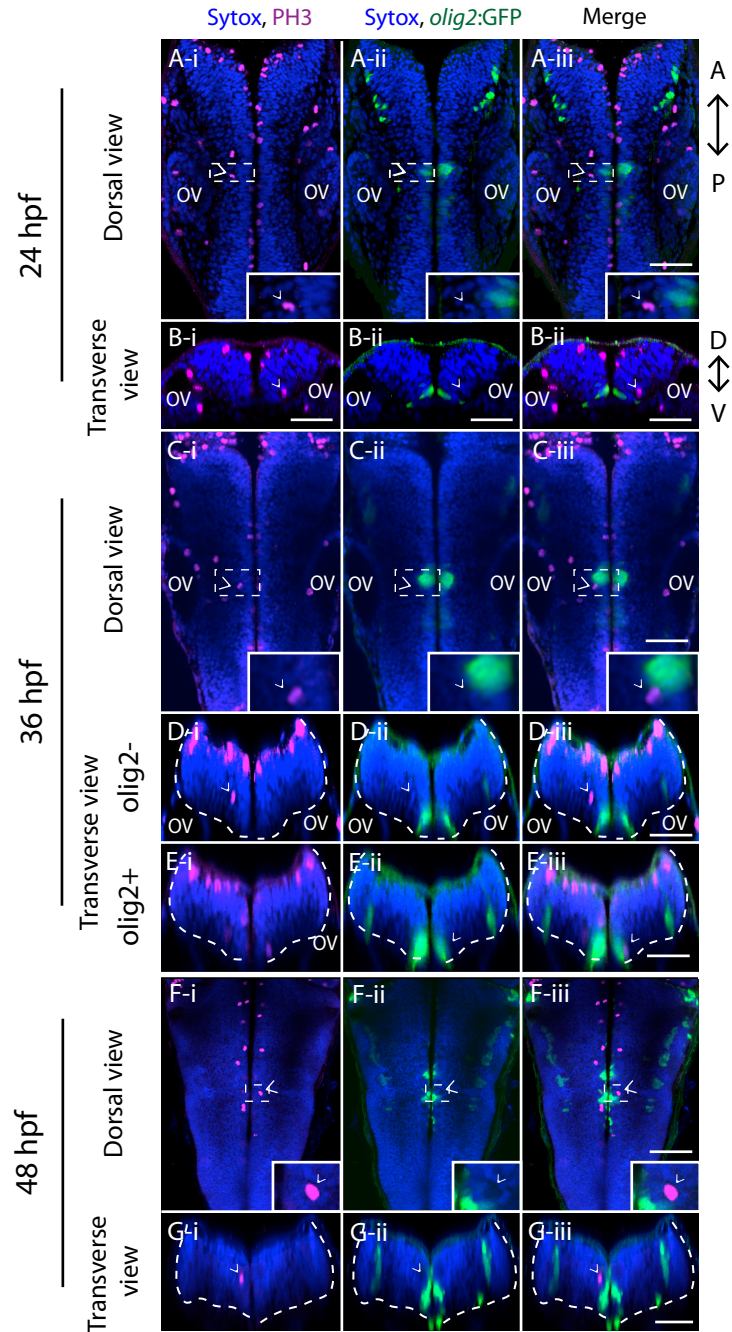 Sytox, PH3
Sytox, olig2:GFP
Merge
24 hpf
Dorsal view
A-i
A-ii
A-iii
A
P
OV
OV
OV
OV
OV
OV
Transverse
view
B-i
B-ii
B-ii
D
V
OV
OV
OV
OV
OV
OV
36 hpf
Dorsal view
C-i
C-ii
C-iii
OV
OV
OV
OV
OV
OV
Transverse view
olig2-
D-i
D-ii
D-iii
OV
OV
OV
OV
OV
olig2+
E-i
E-ii
E-iii
OV
48 hpf
Dorsal view
F-i
F-ii
F-iii
Transverse
view
G-i
G-ii
G-iii